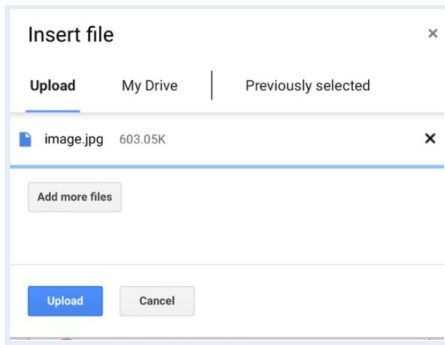 Insert file ×
Upload My Drive Previously selected
image.jpg 603.05K ×
Add more files
Upload Cancel